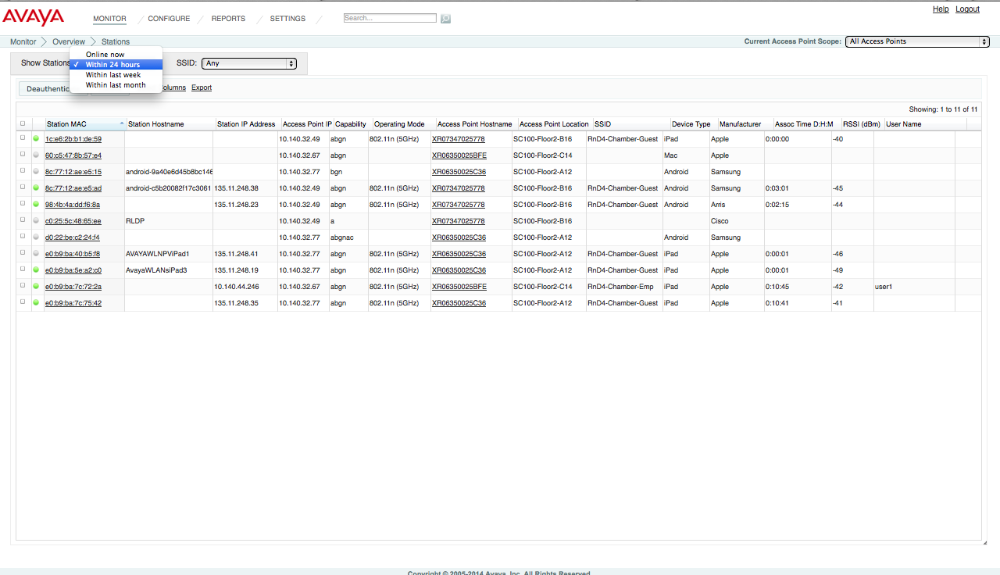 Help Logout
AVAYA MONITOR CONFIGURE REPORTS SETTINGS Search...
Monitor Overview Stations Current Access Point Scope: All Access Points
Online now
Show Stations ✓ Within 24 hours SSID: Any
Within last week
Within last month
Deauthentic olumns Export
Showing: 1 to 11 of 11
Station MAC Station Hostname Station IP Address Access Point IP Capability Operating Mode Access Point Hostname Access Point Location SSID Device Type Manufacturer Assoc Time D:H:M RSSI (dBm) User Name
1c:e6:2b:b1:de:59 10.140.32.49 abgn 802.11n (5GHz) XR07347025778 SC100-Floor2-B16 RnD4-Chamber-Guest iPad Apple 0:00:00 -40
60:c5:47:8b:57:e4 10.140.32.67 abgn XR06350025BFE SC100-Floor2-C14 Mac Apple
8c:77:12:ae:e5:15 android-9a40e6d45b8bc146 10.140.32.77 bgn XR06350025C36 SC100-Floor2-A12 Android Samsung
8c:77:12:ae:e5:ad android-c5b20082f17c3061 135.11.248.38 10.140.32.49 abgn 802.11n (5GHz) XR07347025778 SC100-Floor2-B16 RnD4-Chamber-Guest Android Samsung 0:03:01 -45
98:4b:4a:dd:f6:8a 135.11.248.23 10.140.32.49 abgn 802.11n (5GHz) XR07347025778 SC100-Floor2-B16 RnD4-Chamber-Guest Android Arris 0:02:15 -44
c0:25:5c:48:65:ee RLDP 10.140.32.49 a XR07347025778 SC100-Floor2-B16 Cisco
d0:22:be:c2:24:f4 10.140.32.77 abgnac XR06350025C36 SC100-Floor2-A12 Android Samsung
e0:b9:ba:40:b5:f8 AVAYAWLNPViPad1 135.11.248.41 10.140.32.77 abgn 802.11n (5GHz) XR06350025C36 SC100-Floor2-A12 RnD4-Chamber-Guest iPad Apple 0:00:01 -46
e0:b9:ba:5e:a2:c0 AvayaWLANsiPad3 135.11.248.19 10.140.32.77 abgn 802.11n (5GHz) XR06350025C36 SC100-Floor2-A12 RnD4-Chamber-Guest iPad Apple 0:00:01 -49
e0:b9:ba:7c:72:2a 10.140.44.246 10.140.32.67 abgn 802.11n (5GHz) XR06350025BFE SC100-Floor2-C14 RnD4-Chamber-Emp iPad Apple 0:10:45 -42 user1
e0:b9:ba:7c:75:42 135.11.248.35 10.140.32.77 abgn 802.11n (5GHz) XR06350025C36 SC100-Floor2-A12 RnD4-Chamber-Guest iPad Apple 0:10:41 -41
Copyright © 2005-2014 Avaya, Inc. All Rights Reserved